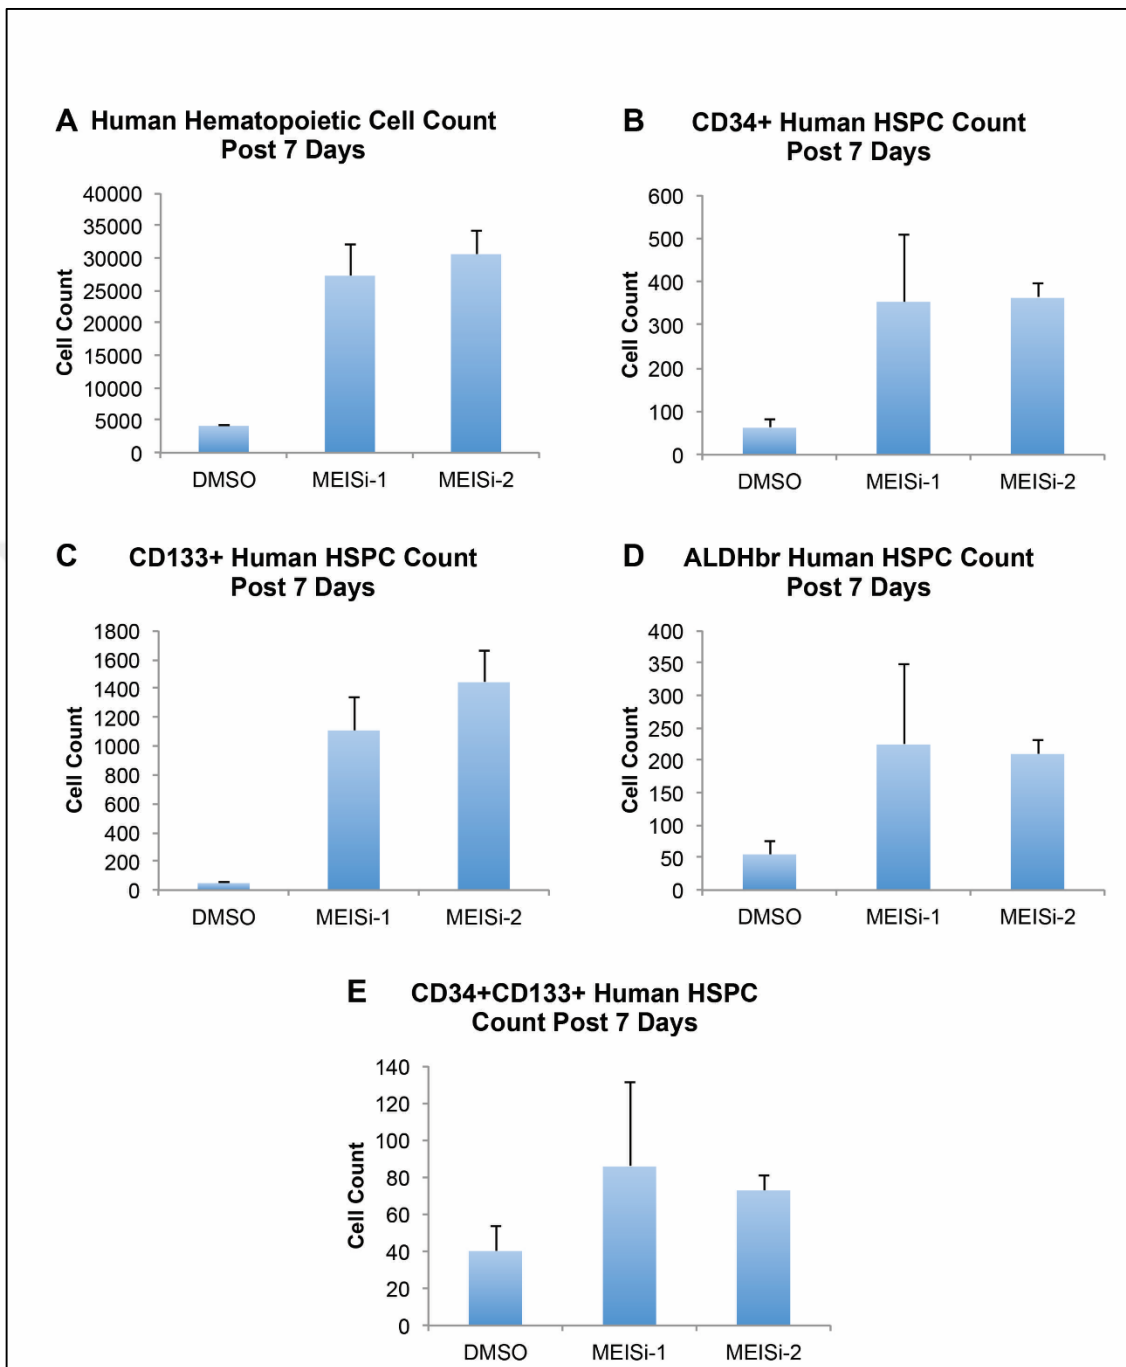 A Human Hematopoietic Cell Count
Post 7 Days
40000
35000
30000
25000
20000
15000
10000
5000
0
Cell Count
DMSO MEISi-1 MEISi-2
B CD34+ Human HSPC Count
Post 7 Days
600
500
400
300
200
100
0
Cell Count
DMSO MEISi-1 MEISi-2
C CD133+ Human HSPC Count
Post 7 Days
1800
1600
1400
1200
1000
800
600
400
200
0
Cell Count
DMSO MEISi-1 MEISi-2
D ALDHbr Human HSPC Count
Post 7 Days
400
350
300
250
200
150
100
50
0
Cell Count
DMSO MEISi-1 MEISi-2
E CD34+CD133+ Human HSPC
Count Post 7 Days
140
120
100
80
60
40
20
0
Cell Count
DMSO MEISi-1 MEISi-2